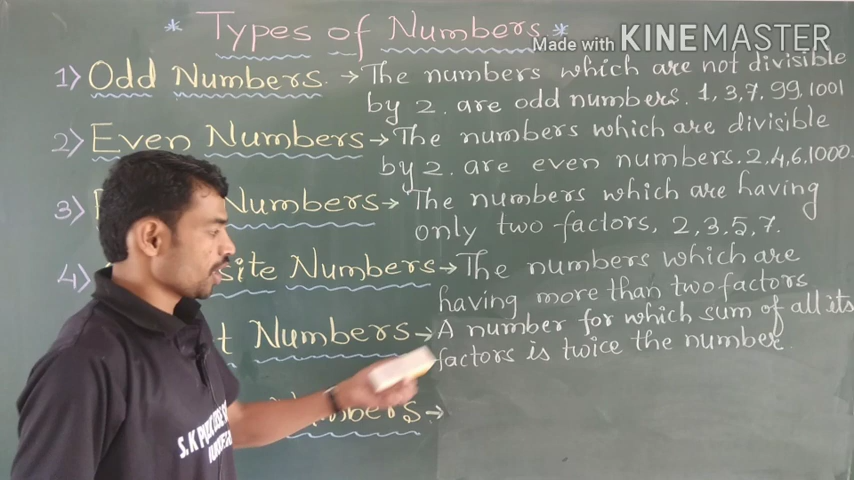 * Types of Numbers *
Made with KINEMASTER
1) Odd Numbers. → The numbers which are not divisible
by 2. are odd numbers. 1, 3, 7, 99, 1001
2) Even Numbers → The numbers which are divisible
by 2. are even numbers. 2, 4, 6, 1000.
3) Numbers → The numbers which are having
only two factors, 2, 3, 5, 7.
4) site Numbers → The numbers which are
having more than two factors
t Numbers → A number for which sum of all its
factors is twice the number.
Numbers →
S. K